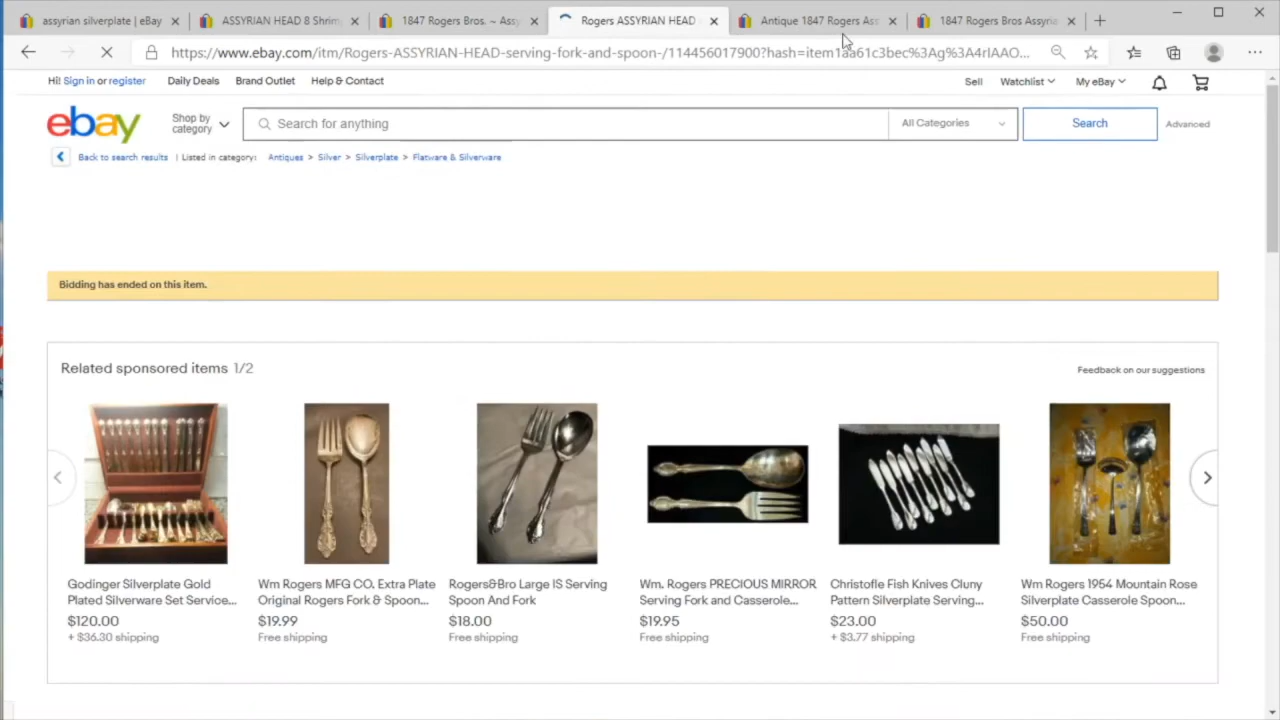 assyrian silverplate | eBay
ASSYRIAN HEAD 8 Shrim
1847 Rogers Bros. ~ Assy
Rogers ASSYRIAN HEAD
Antique 1847 Rogers Ass
1847 Rogers Bros Assyria
https://www.ebay.com/itm/Rogers-ASSYRIAN-HEAD-serving-fork-and-spoon-/114456017900?hash=item1aa61c3bec%3Ag%3A4rIAAO...
Hi! Sign in or register
Daily Deals
Brand Outlet
Help & Contact
Sell
Watchlist
My eBay
ebay
Shop by category
Search for anything
All Categories
Search
Advanced
Back to search results | Listed in category: Antiques > Silver > Silverplate > Flatware & Silverware
Bidding has ended on this item.
Related sponsored items 1/2
Feedback on our suggestions
Godinger Silverplate Gold
Plated Silverware Set Service...
$120.00
+ $36.30 shipping
Wm Rogers MFG CO. Extra Plate
Original Rogers Fork & Spoon...
$19.99
Free shipping
Rogers&Bro Large IS Serving
Spoon And Fork
$18.00
Free shipping
Wm. Rogers PRECIOUS MIRROR
Serving Fork and Casserole...
$19.95
Free shipping
Christofle Fish Knives Cluny
Pattern Silverplate Serving...
$23.00
+ $3.77 shipping
Wm Rogers 1954 Mountain Rose
Silverplate Casserole Spoon...
$50.00
Free shipping